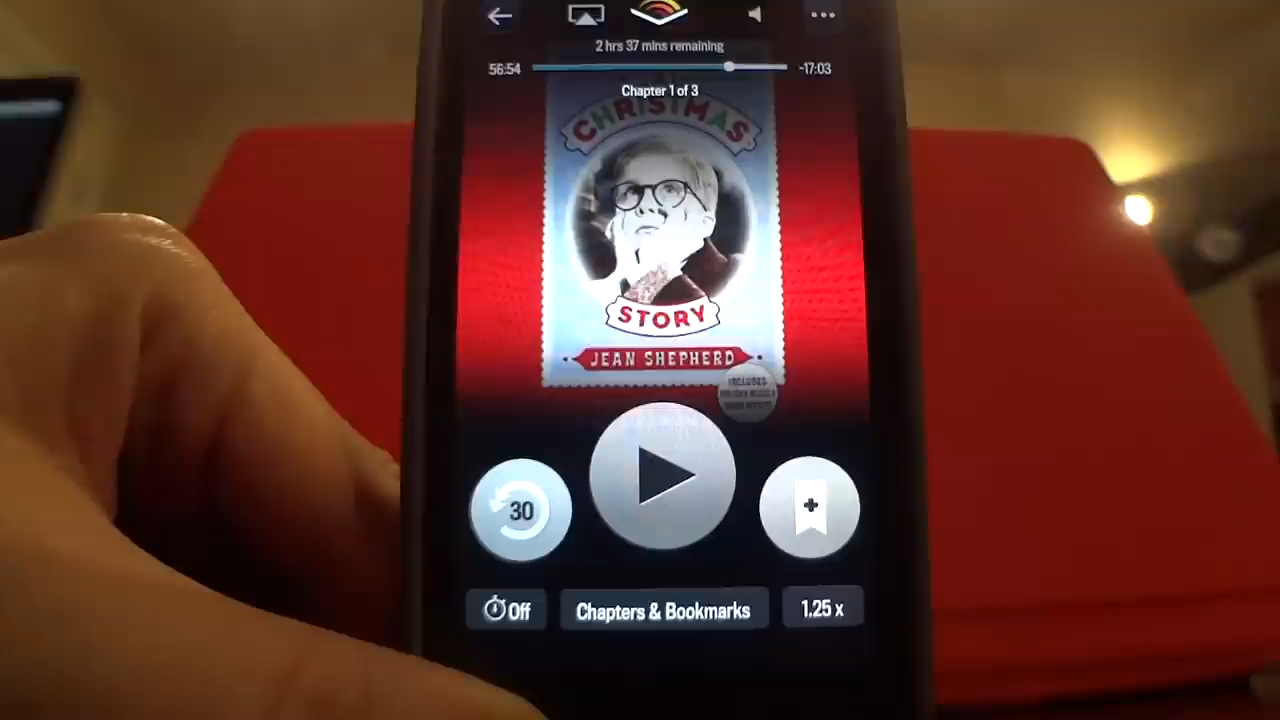 2 hrs 37 mins remaining
56:54
-17:03
Chapter 1 of 3
CHRISTMAS
STORY
JEAN SHEPHERD
INCLUDES
30
Off
Chapters & Bookmarks
1.25 x